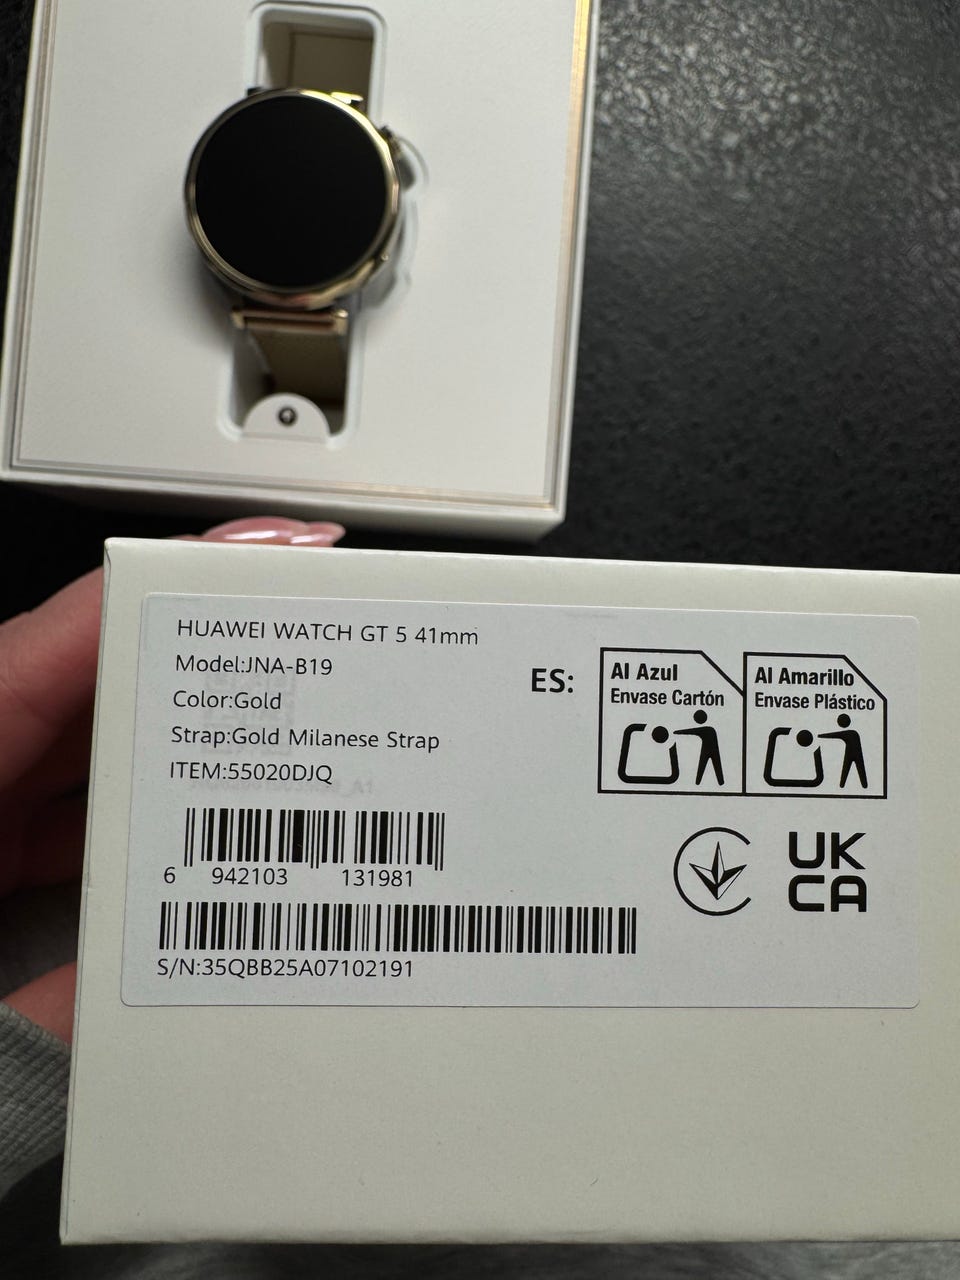 HUAWEI WATCH GT 5 41mm
Model:JNA-B19
Color:Gold
Strap:Gold Milanese Strap
ITEM:55020DJQ
6 942103 131981
S/N:35QBB25A07102191
ES:
Al Azul
Envase Cartón
Al Amarillo
Envase Plástico
UK
CA